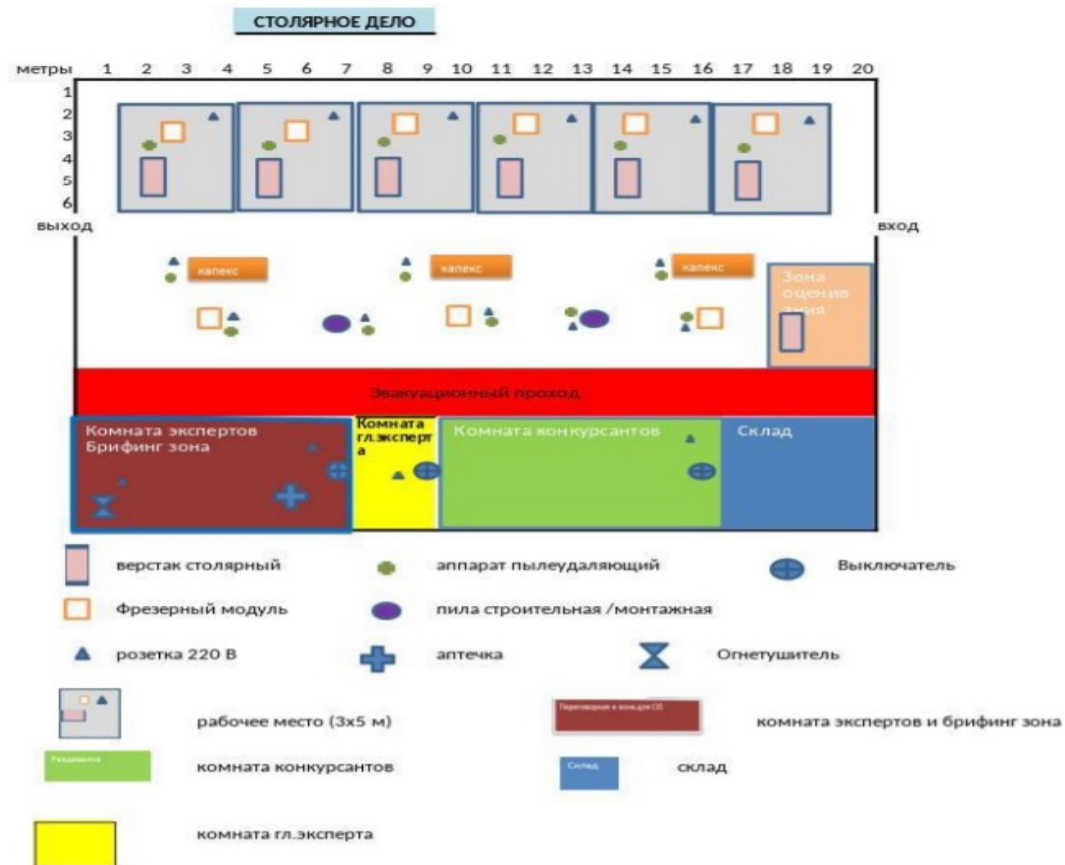 СТОЛЯРНОЕ ДЕЛО
метры 1 2 3 4 5 6 7 8 9 10 11 12 13 14 15 16 17 18 19 20
1
2
3
4
5
6
выход
вход
капекс
капекс
капекс
Зона
оценив
ания
Эвакуационный проход
Комната экспертов
Брифинг зона
Комната
гл.эксперт
а
Комната конкурсантов
Склад
верстак столярный
аппарат пылеудаляющий
Выключатель
Фрезерный модуль
пила строительная /монтажная
розетка 220 В
аптечка
Огнетушитель
рабочее место (3х5 м)
комната экспертов и брифинг зона
комната конкурсантов
Склад
склад
комната гл.эксперта